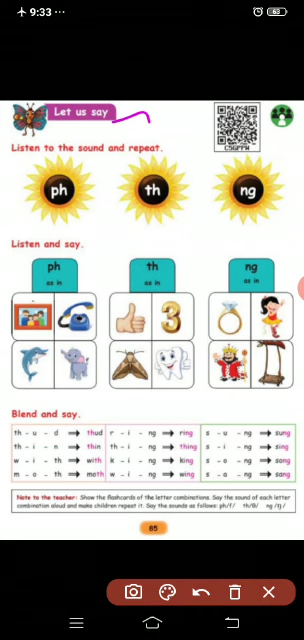 9:33 ...
63
Let us say
C5GPPW
Listen to the sound and repeat.
ph th ng
Listen and say.
ph th ng
as in as in as in
3
Blend and say.
th - u - d ⇒ thud r - i - ng ⇒ ring s - u - ng ⇒ sung
th - i - n ⇒ thin th - i - ng ⇒ thing s - i - ng ⇒ sing
w - i - th ⇒ with k - i - ng ⇒ king s - o - ng ⇒ song
m - o - th ⇒ moth w - i - ng ⇒ wing s - a - ng ⇒ sang
Note to the teacher: Show the flashcards of the letter combinations. Say the sound of each letter
combination aloud and make children repeat it. Say the sounds as follows: ph/f/ th/θ/ ng /ŋ/
85